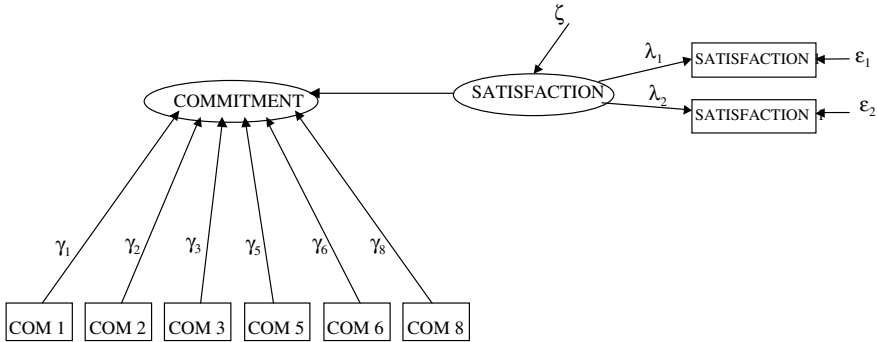 ζ
λ₁
SATISFACTION
ε₁
COMMITMENT
SATISFACTION
λ₂
SATISFACTION
ε₂
γ₁
γ₂
γ₃
γ₅
γ₆
γ₈
COM 1
COM 2
COM 3
COM 5
COM 6
COM 8